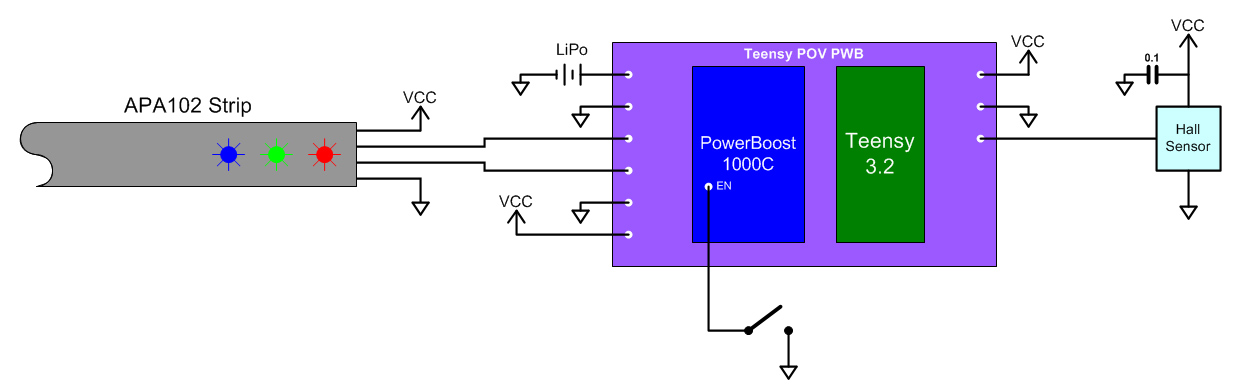 APA102 Strip
VCC
LiPo
VCC
Teensy POV PWB
PowerBoost
1000C
EN
Teensy
3.2
VCC
0.1
VCC
Hall
Sensor